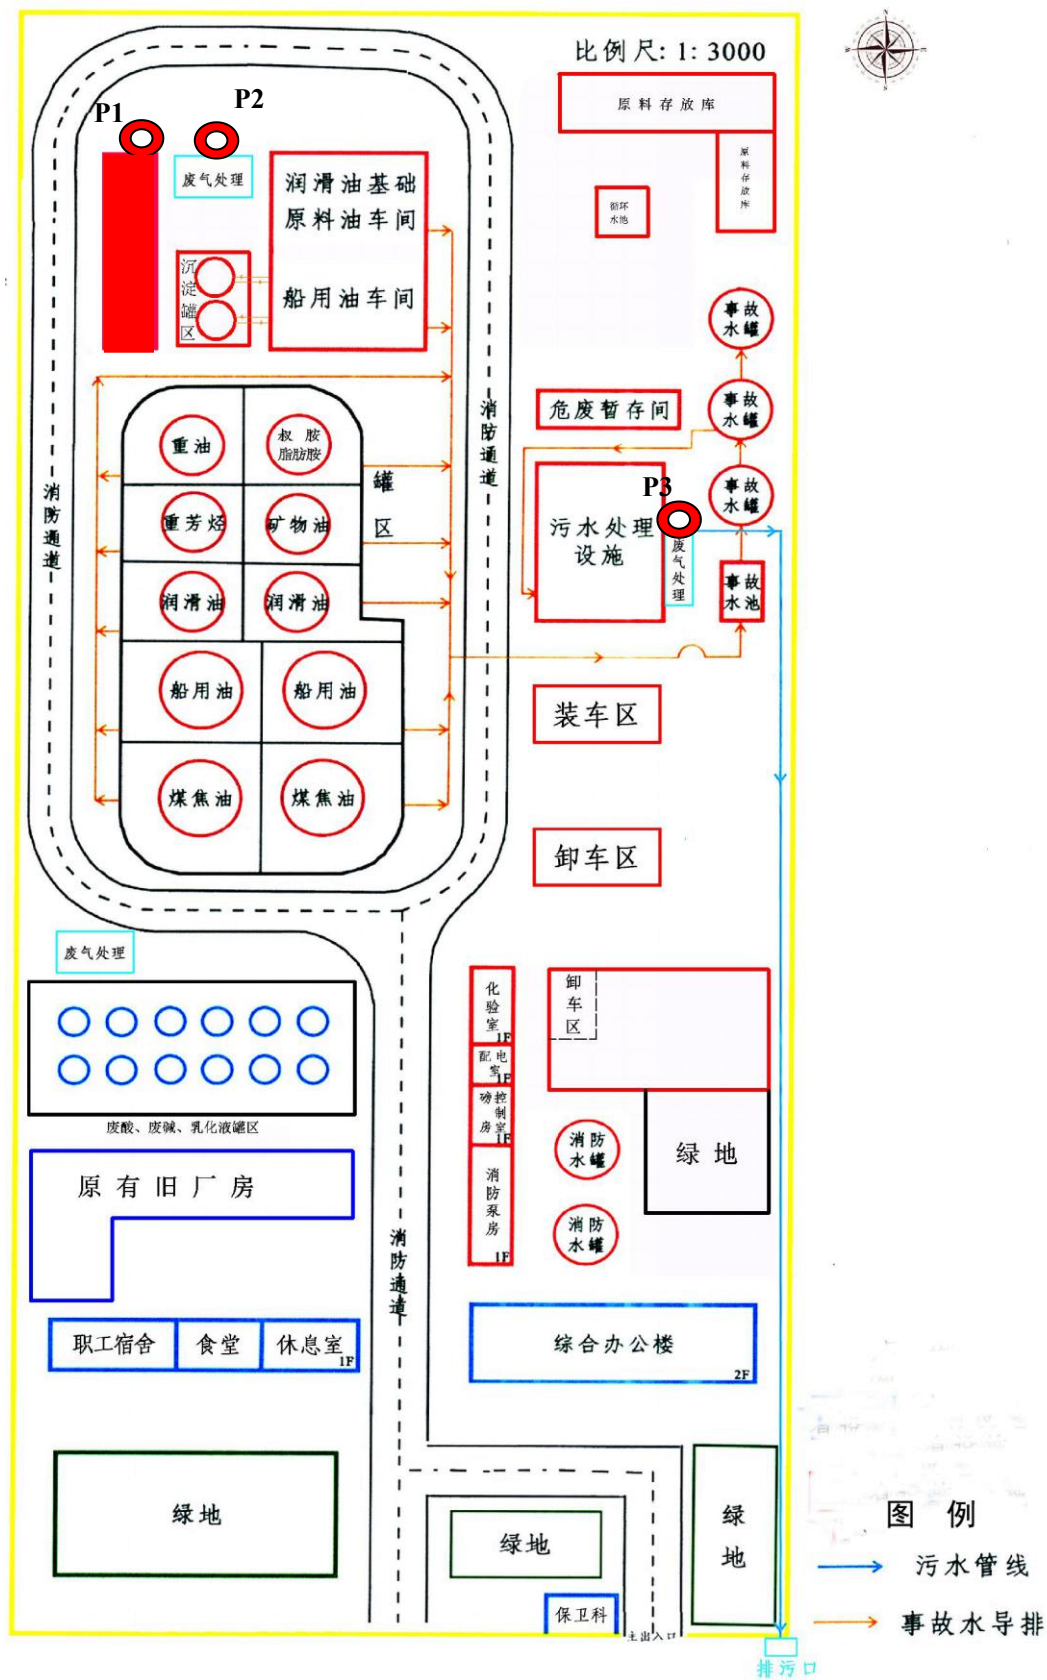 比例尺: 1: 3000
N
W
E
S
原料存放库
原料存放库
循环
水池
P1
P2
废气处理
润滑油基础
原料油车间
船用油车间
沉淀罐区
事故
水罐
事故
水罐
事故
水罐
事故
水池
危废暂存间
P3
污水处理
设施
废气处理
消防通道
消防通道
罐区
重油
叔胺
脂肪胺
重芳烃
矿物油
润滑油
润滑油
船用油
船用油
煤焦油
煤焦油
装车区
卸车区
废气处理
废酸、废碱、乳化液罐区
化验室
1F
配电室
1F
磅房
控制室
1F
消防泵房
1F
卸车区
绿地
消防
水罐
消防
水罐
原有旧厂房
消防通道
职工宿舍
食堂
休息室
1F
综合办公楼
2F
绿地
绿地
绿地
保卫科
主出入口
排污口
图例
污水管线
事故水导排